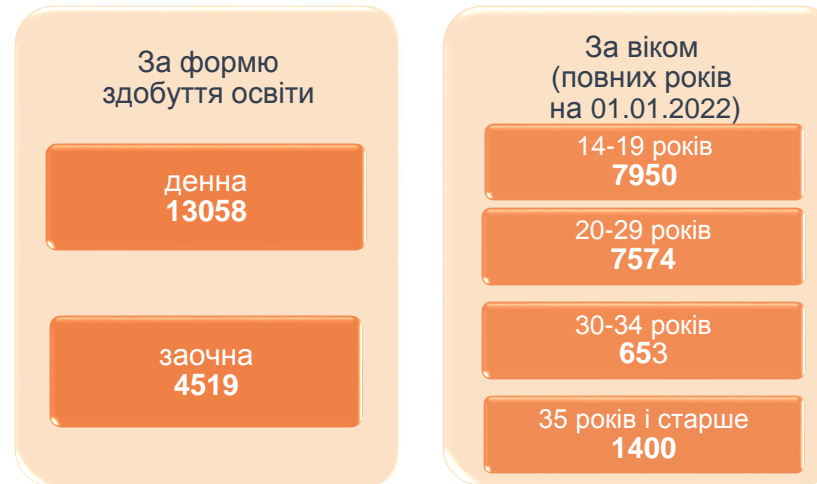 За формю
здобуття освіти
денна
13058
заочна
4519
За віком
(повних років
на 01.01.2022)
14-19 років
7950
20-29 років
7574
30-34 років
653
35 років і старше
1400